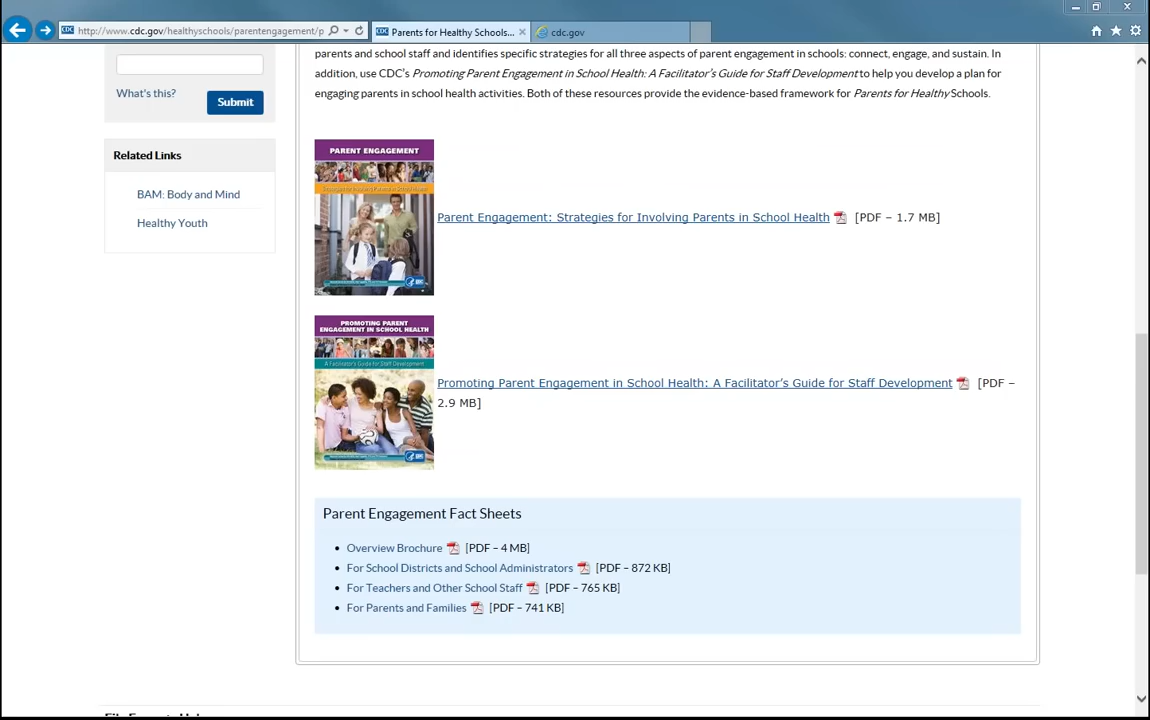 http://www.cdc.gov/healthyschools/parentengagement/p
CDC Parents for Healthy Schools...
cdc.gov
parents and school staff and identifies specific strategies for all three aspects of parent engagement in schools: connect, engage, and sustain. In
addition, use CDC's Promoting Parent Engagement in School Health: A Facilitator's Guide for Staff Development to help you develop a plan for
engaging parents in school health activities. Both of these resources provide the evidence-based framework for Parents for Healthy Schools.
What's this?
Submit
Related Links
BAM: Body and Mind
Healthy Youth
PARENT ENGAGEMENT
Strategies for Involving Parents in School Health
Parent Engagement: Strategies for Involving Parents in School Health [PDF – 1.7 MB]
PROMOTING PARENT
ENGAGEMENT IN SCHOOL HEALTH
A Facilitator's Guide for Staff Development
Promoting Parent Engagement in School Health: A Facilitator's Guide for Staff Development [PDF –
2.9 MB]
Parent Engagement Fact Sheets
• Overview Brochure [PDF – 4 MB]
• For School Districts and School Administrators [PDF – 872 KB]
• For Teachers and Other School Staff [PDF – 765 KB]
• For Parents and Families [PDF – 741 KB]